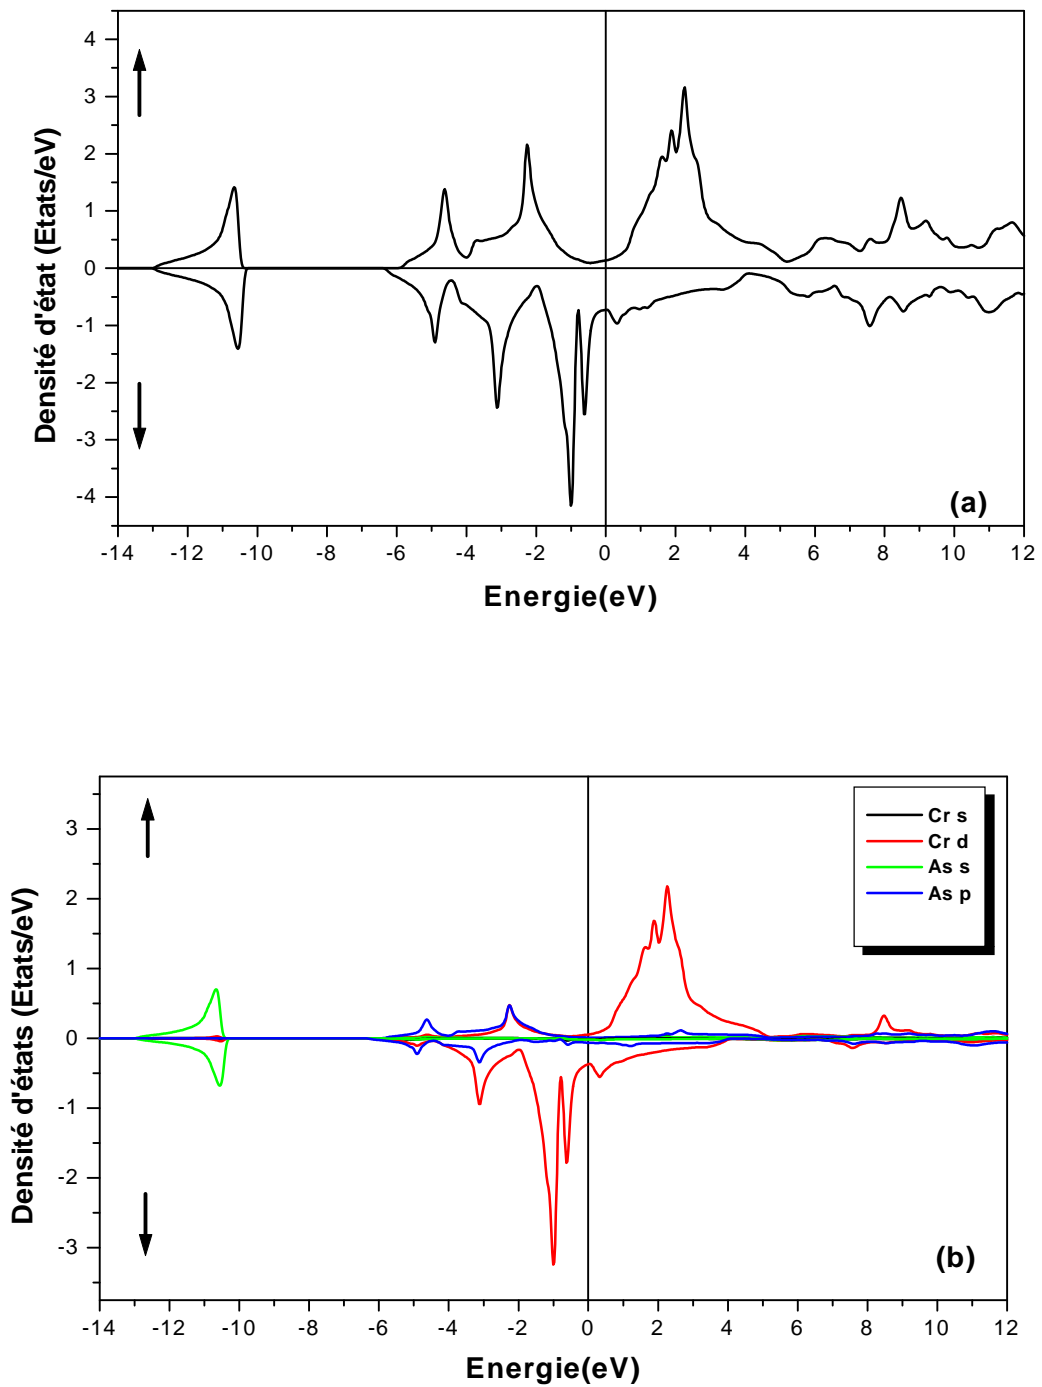 4
3
2
1
0
-1
-2
-3
-4
Densité d'état (Etats/eV)
(a)
-14 -12 -10 -8 -6 -4 -2 0 2 4 6 8 10 12
Energie(eV)
3
2
1
0
-1
-2
-3
Densité d'états (Etats/eV)
Cr s
Cr d
As s
As p
(b)
-14 -12 -10 -8 -6 -4 -2 0 2 4 6 8 10 12
Energie(eV)